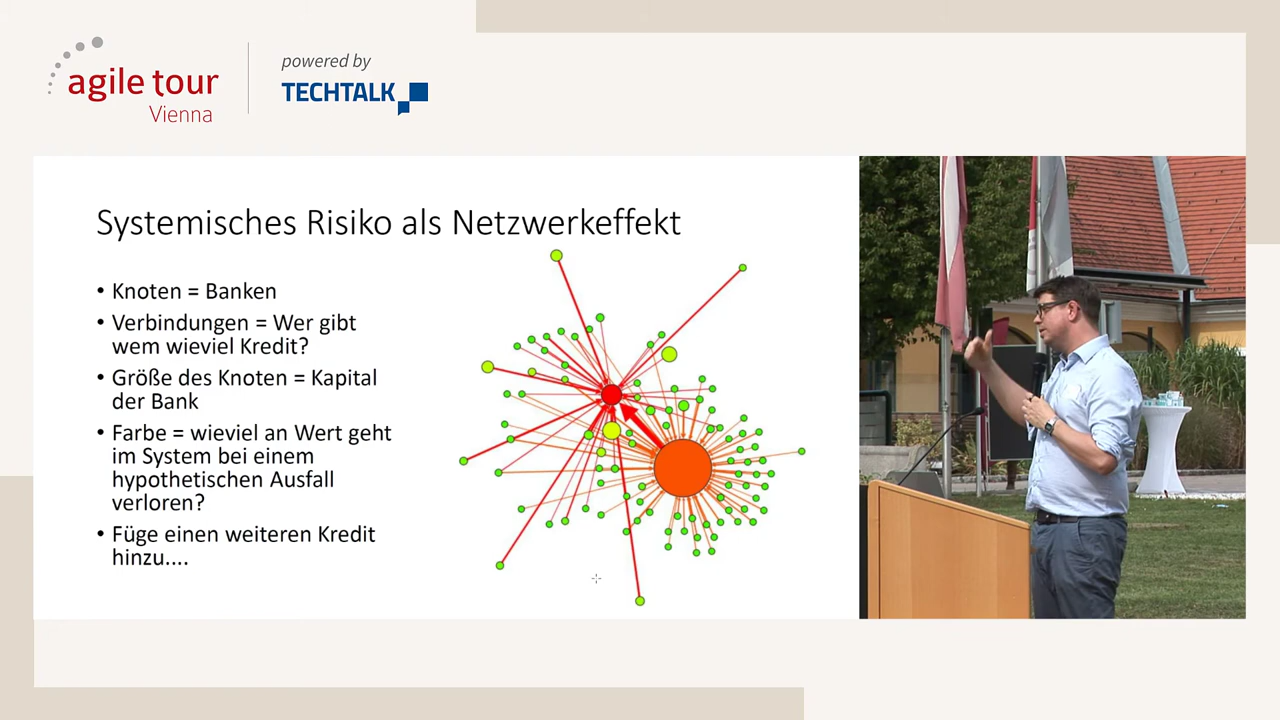 agile tour
Vienna
powered by
TECHTALK
Systemisches Risiko als Netzwerkeffekt
• Knoten = Banken
• Verbindungen = Wer gibt
wem wieviel Kredit?
• Größe des Knoten = Kapital
der Bank
• Farbe = wieviel an Wert geht
im System bei einem
hypothetischen Ausfall
verloren?
• Füge einen weiteren Kredit
hinzu....